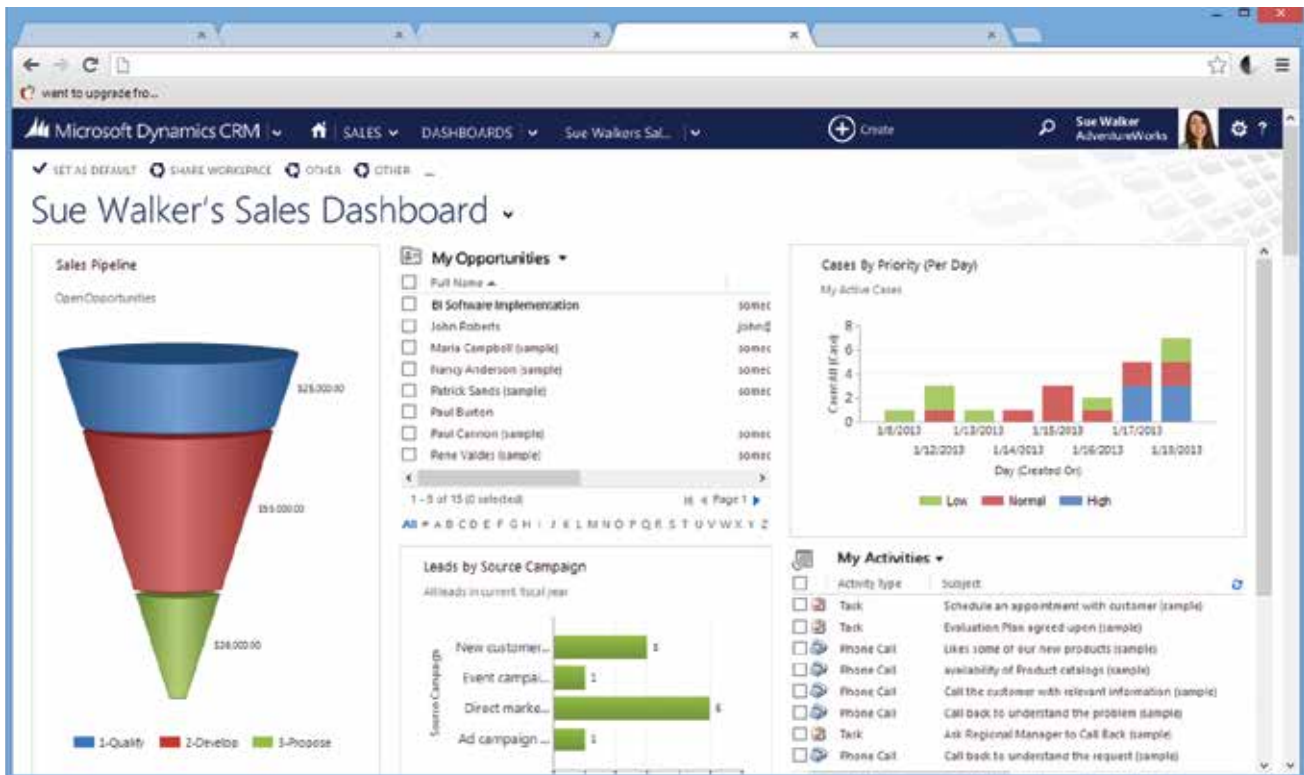 want to upgrade fro...
Microsoft Dynamics CRM
SALES
DASHBOARDS
Sue Walkers Sal...
Create
Sue Walker
AdventureWorks
?
SET AS DEFAULT
SHARE WORKSPACE
OTHER
OTHER
...
Sue Walker's Sales Dashboard
Sales Pipeline
Open Opportunities
$55,000.00
1-Qualify
2-Develop
3-Propose
My Opportunities
Full Name
BI Software Implementation
somec
John Roberts
Maria Campbell (sample)
somec
Nancy Anderson (sample)
somec
Patrick Sands (sample)
somec
Paul Burton
Paul Cannon (sample)
somec
Rene Valdes (sample)
somec
of 15 (0 selected)
Page 1
All # A B C D E F G H I J K L M N O P Q R S T U V W X Y Z
Leads by Source Campaign
All leads in current fiscal year
Source Campaign
New customer...
Event campai...
1
Direct marke...
Ad campaign ...
1
Cases By Priority (Per Day)
My Active Cases
8
6
4
2
0
1/13/2013
1/15/2013
1/17/2013
1/12/2013
1/14/2013
1/16/2013
Day (Created On)
Low
Normal
High
My Activities
Activity Type
Subject
Task
Schedule an appointment with customer (sample)
Task
Evaluation Plan agreed upon (sample)
Phone Call
Likes some of our new products (sample)
Phone Call
availability of Product catalogs (sample)
Phone Call
Call the customer with relevant information (sample)
Phone Call
Call back to understand the problem (sample)
Task
Ask Regional Manager to Call Back (sample)
Phone Call
Call back to understand the request (sample)